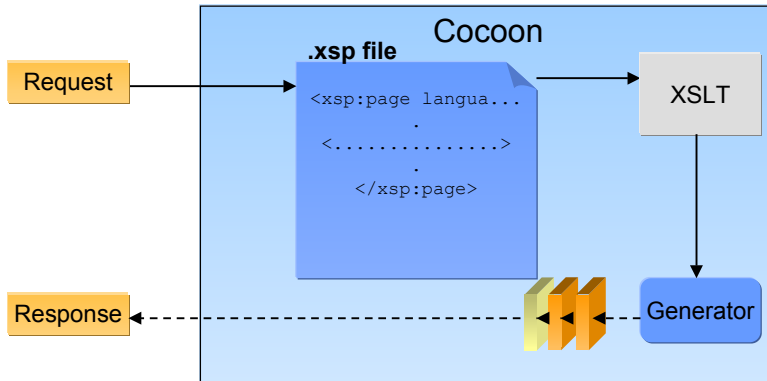 Cocoon
.xsp file
Request
<xsp:page langua...
.
<...............>
.
</xsp:page>
XSLT
Response
Generator